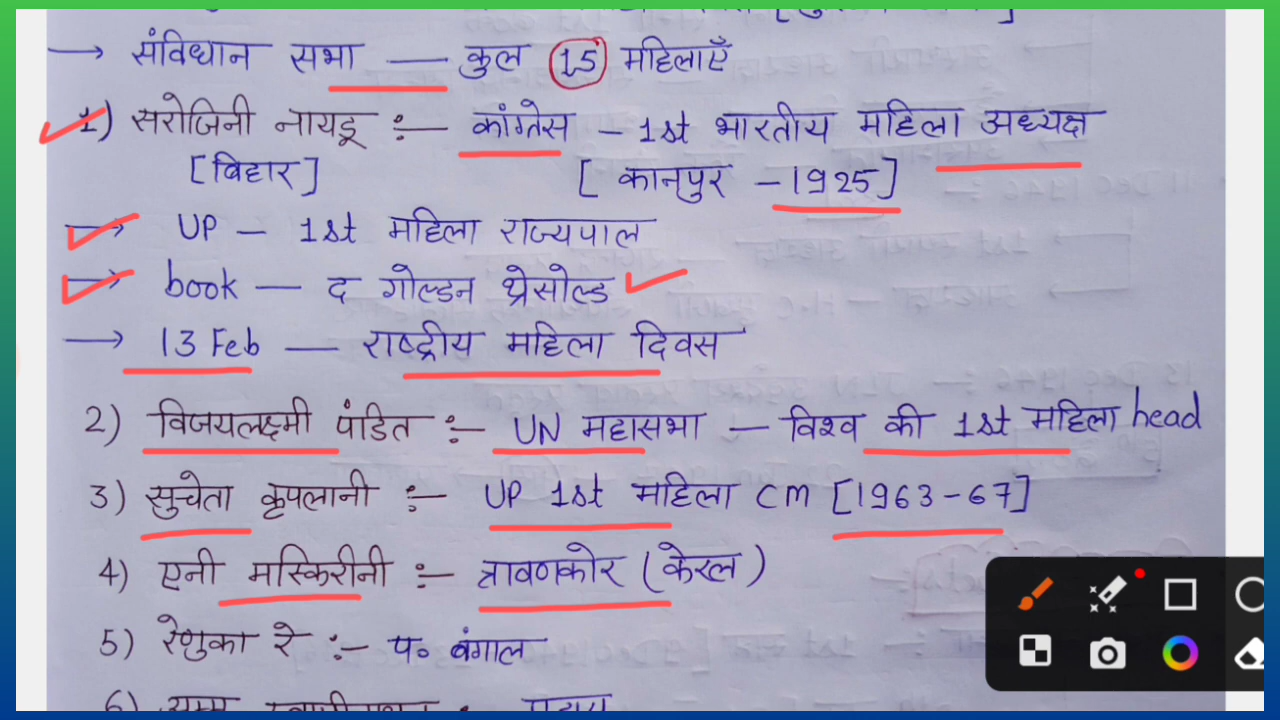 → संविधान सभा — कुल 15 महिलाएँ
1) सरोजिनी नायडू :– कांग्रेस – 1st भारतीय महिला अध्यक्ष
[बिहार] [कानपुर – 1925]
→ UP – 1st महिला राज्यपाल
→ book – द गोल्डन थ्रेसोल्ड
→ 13 Feb — राष्ट्रीय महिला दिवस
2) विजयलक्ष्मी पंडित :– UN महासभा – विश्व की 1st महिला head
3) सुचेता कृपलानी :– UP 1st महिला CM [1963-67]
4) एनी मस्किरीनी :– त्रावणकोर (केरल)
5) रेणुका रे :– प० बंगाल
6)